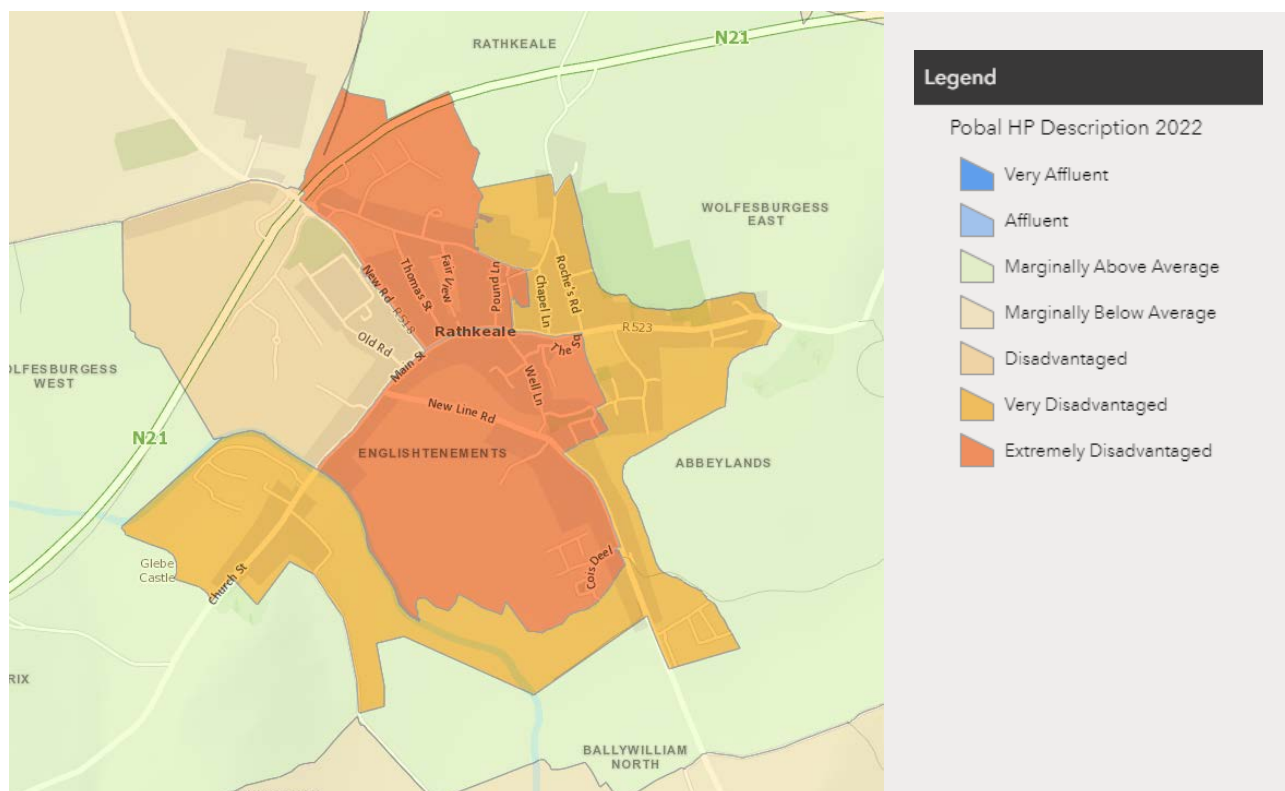 RATHKEALE
N21
WOLFESBURGESS
EAST
New Rd
R518
Thomas St
Fair View
Pound Ln
Chapel Ln
Roche's Rd
Rathkeale
R523
The
Sq
Old Rd
Main St
Well Ln
OLFESBURGESS
WEST
New Line Rd
N21
ENGLISHTENEMENTS
ABBEYLANDS
Glebe
Castle
Church St
Cois Deel
RIX
BALLYWILLIAM
NORTH
Legend
Pobal HP Description 2022
Very Affluent
Affluent
Marginally Above Average
Marginally Below Average
Disadvantaged
Very Disadvantaged
Extremely Disadvantaged